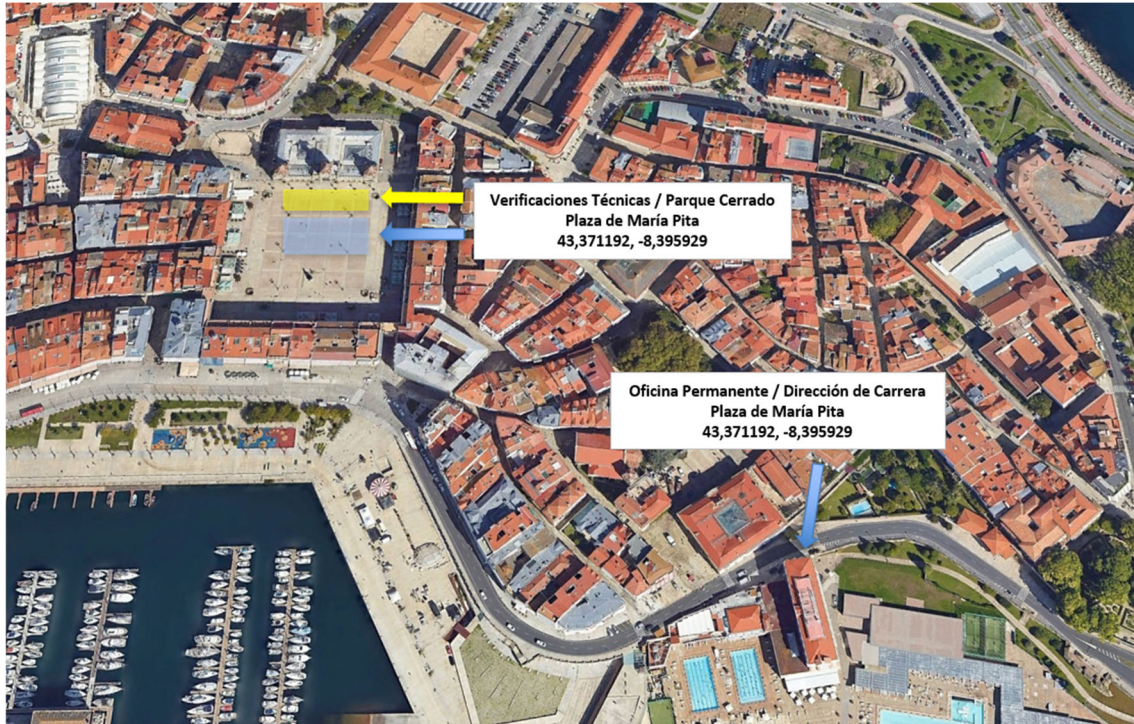 Verificaciones Técnicas / Parque Cerrado
Plaza de María Pita
43,371192, -8,395929
Oficina Permanente / Dirección de Carrera
Plaza de María Pita
43,371192, -8,395929